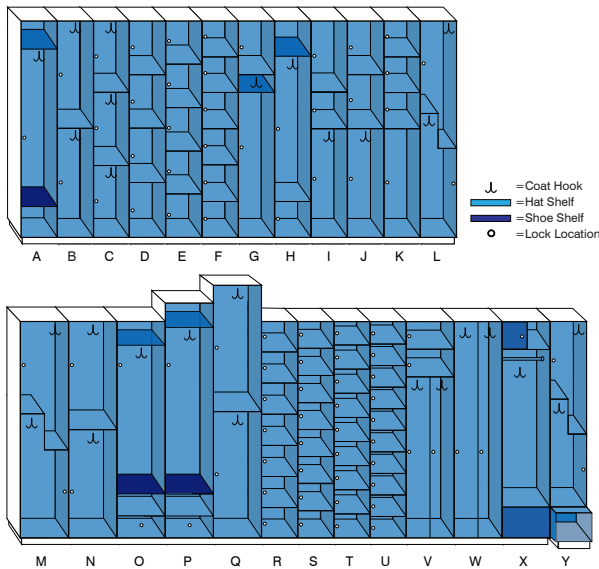 =Coat Hook
=Hat Shelf
=Shoe Shelf
=Lock Location
A B C D E F G H I J K L
M N O P Q R S T U V W X Y